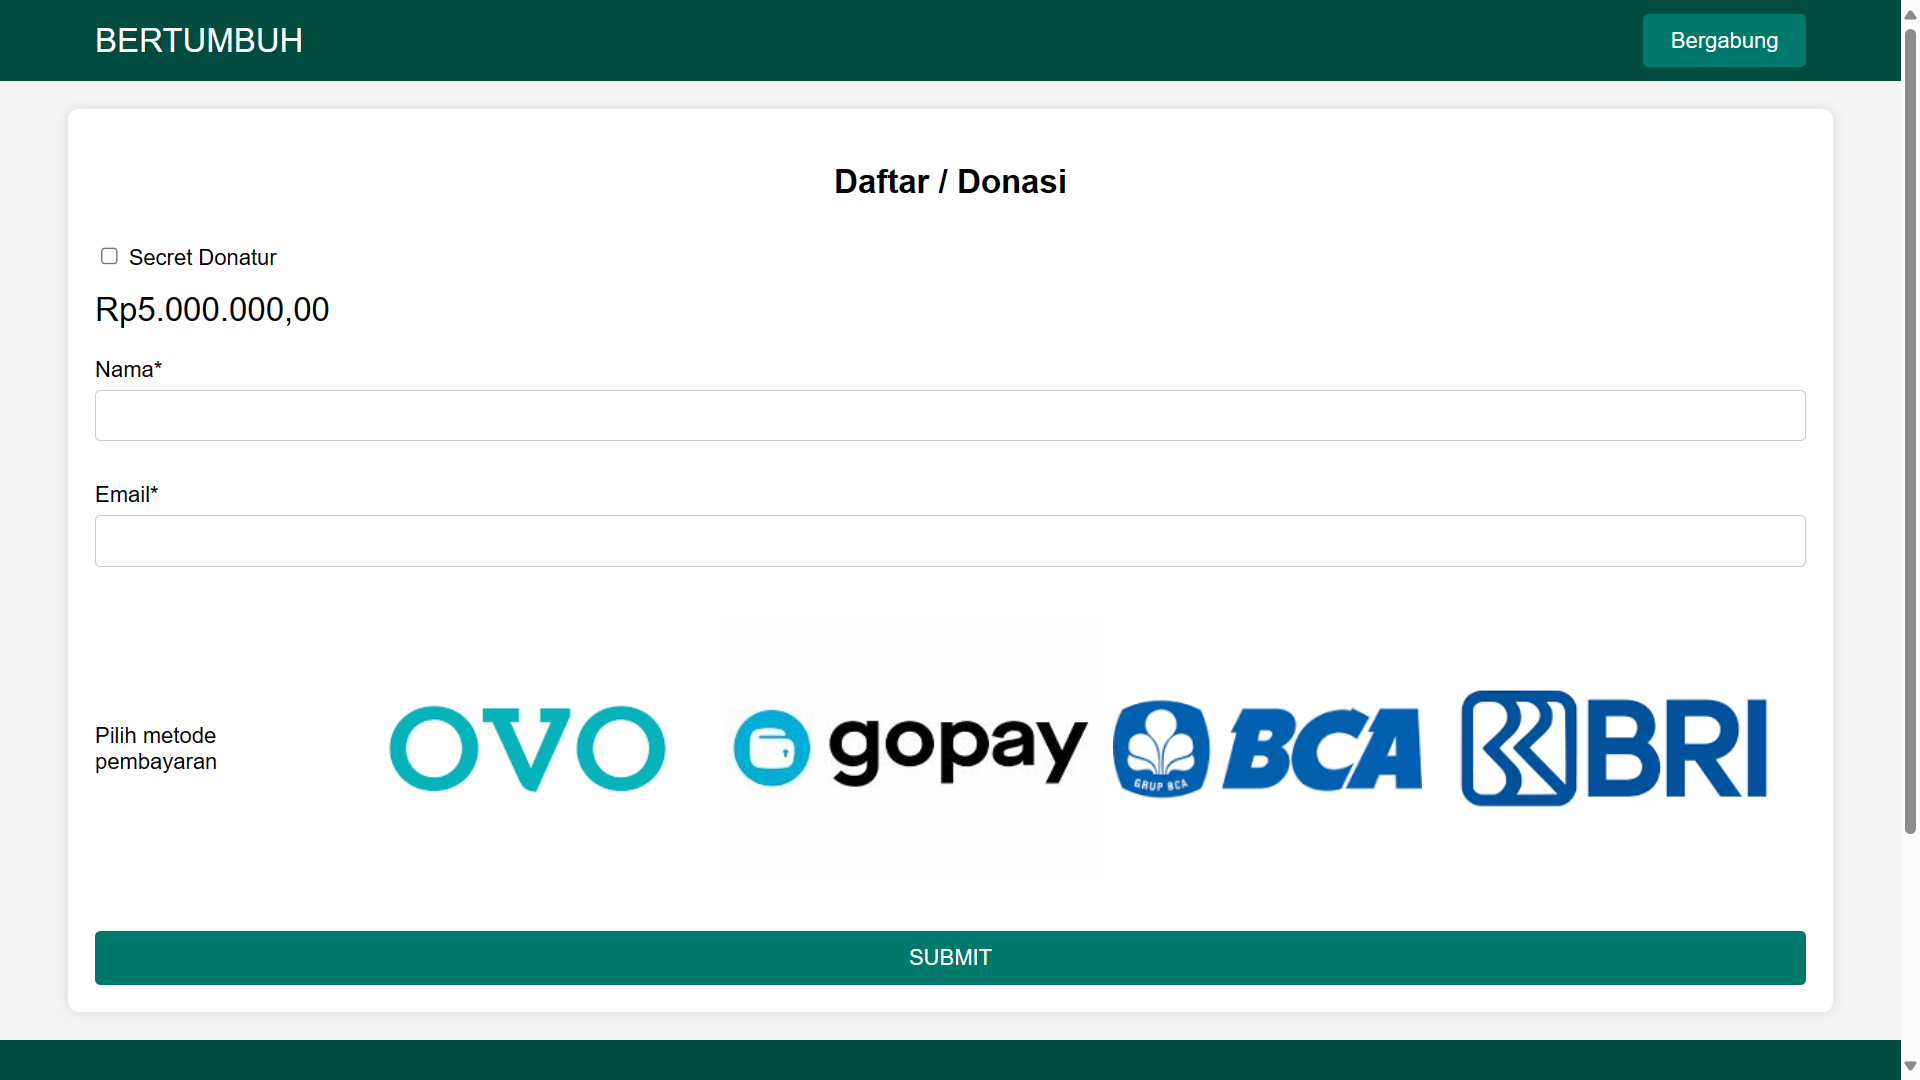 BERTUMBUH
Bergabung
Daftar / Donasi
Secret Donatur
Rp5.000.000,00
Nama*
Email*
Pilih metode
pembayaran
OVO
gopay
GRUP BCA
BCA
BRI
SUBMIT